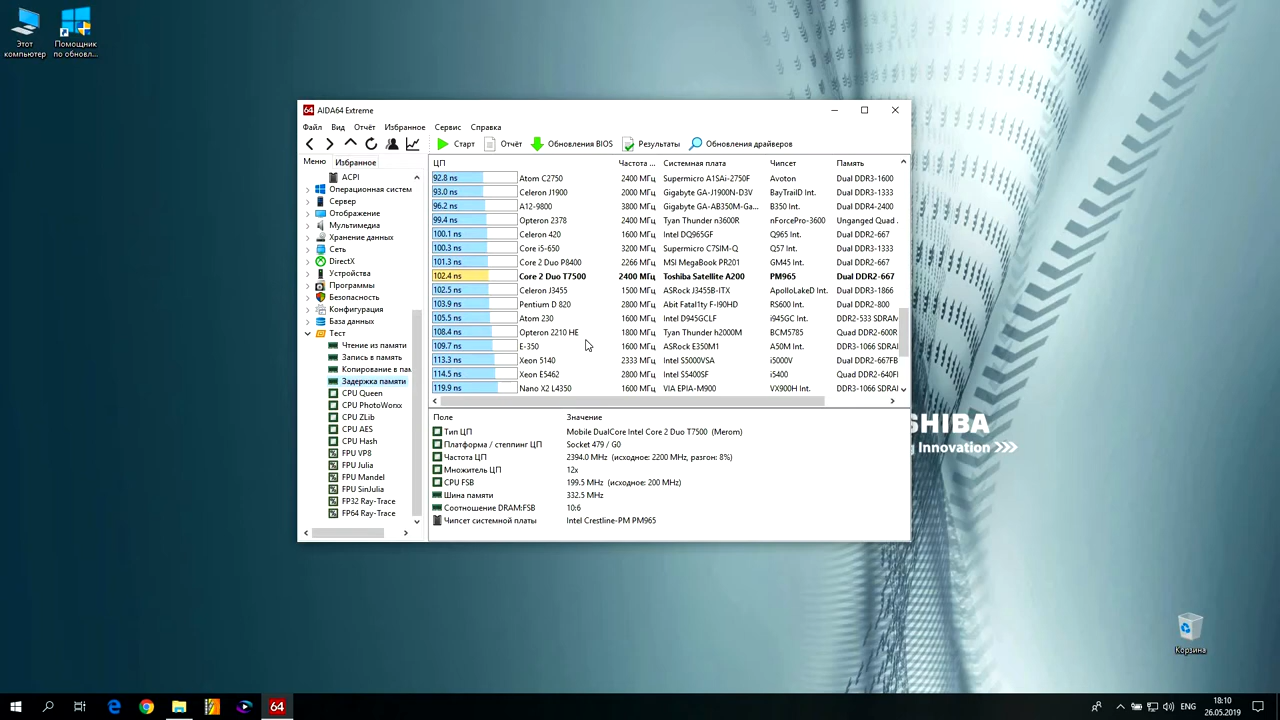 Этот
компьютер
Помощник
по обновл...
64 AIDA64 Extreme
Файл Вид Отчёт Избранное Сервис Справка
Старт Отчёт Обновления BIOS Результаты Обновления драйверов
Меню Избранное
ACPI
Операционная систем
Сервер
Отображение
Мультимедиа
Хранение данных
Сеть
DirectX
Устройства
Программы
Безопасность
Конфигурация
База данных
Тест
Чтение из памяти
Запись в память
Копирование в пам
Задержка памяти
CPU Queen
CPU PhotoWorxx
CPU ZLib
CPU AES
CPU Hash
FPU VP8
FPU Julia
FPU Mandel
FPU SinJulia
FP32 Ray-Trace
FP64 Ray-Trace
ЦП Частота ... Системная плата Чипсет Память
92.8 ns Atom C2750 2400 МГц Supermicro A1SAi-2750F Avoton Dual DDR3-1600
93.0 ns Celeron J1900 2000 МГц Gigabyte GA-J1900N-D3V BayTrailD Int. Dual DDR3-1333
96.2 ns A12-9800 3800 МГц Gigabyte GA-AB350M-Ga... B350 Int. Dual DDR4-2400
99.4 ns Opteron 2378 2400 МГц Tyan Thunder n3600R nForcePro-3600 Unganged Quad
100.1 ns Celeron 420 1600 МГц Intel DQ965GF Q965 Int. Dual DDR2-667
100.3 ns Core i5-650 3200 МГц Supermicro C7SIM-Q Q57 Int. Dual DDR3-1333
101.3 ns Core 2 Duo P8400 2266 МГц MSI MegaBook PR201 GM45 Int. Dual DDR2-667
102.4 ns Core 2 Duo T7500 2400 МГц Toshiba Satellite A200 PM965 Dual DDR2-667
102.5 ns Celeron J3455 1500 МГц ASRock J3455B-ITX ApolloLakeD Int. Dual DDR3-1866
103.9 ns Pentium D 820 2800 МГц Abit Fatal1ty F-I90HD RS600 Int. Dual DDR2-800
105.5 ns Atom 230 1600 МГц Intel D945GCLF i945GC Int. DDR2-533 SDRAM
108.4 ns Opteron 2210 HE 1800 МГц Tyan Thunder h2000M BCM5785 Quad DDR2-600R
109.7 ns E-350 1600 МГц ASRock E350M1 A50M Int. DDR3-1066 SDRAM
113.3 ns Xeon 5140 2333 МГц Intel S5000VSA i5000V Dual DDR2-667FB
114.5 ns Xeon E5462 2800 МГц Intel S5400SF i5400 Quad DDR2-640FB
119.9 ns Nano X2 L4350 1600 МГц VIA EPIA-M900 VX900H Int. DDR3-1066 SDRAM
Поле Значение
Тип ЦП Mobile DualCore Intel Core 2 Duo T7500 (Merom)
Платформа / степпинг ЦП Socket 479 / G0
Частота ЦП 2394.0 MHz (исходное: 2200 MHz, разгон: 8%)
Множитель ЦП 12x
CPU FSB 199.5 MHz (исходное: 200 MHz)
Шина памяти 332.5 MHz
Соотношение DRAM:FSB 10:6
Чипсет системной платы Intel Crestline-PM PM965
SHIBA
Innovation
Корзина
64
ENG
18:10
26.05.2019